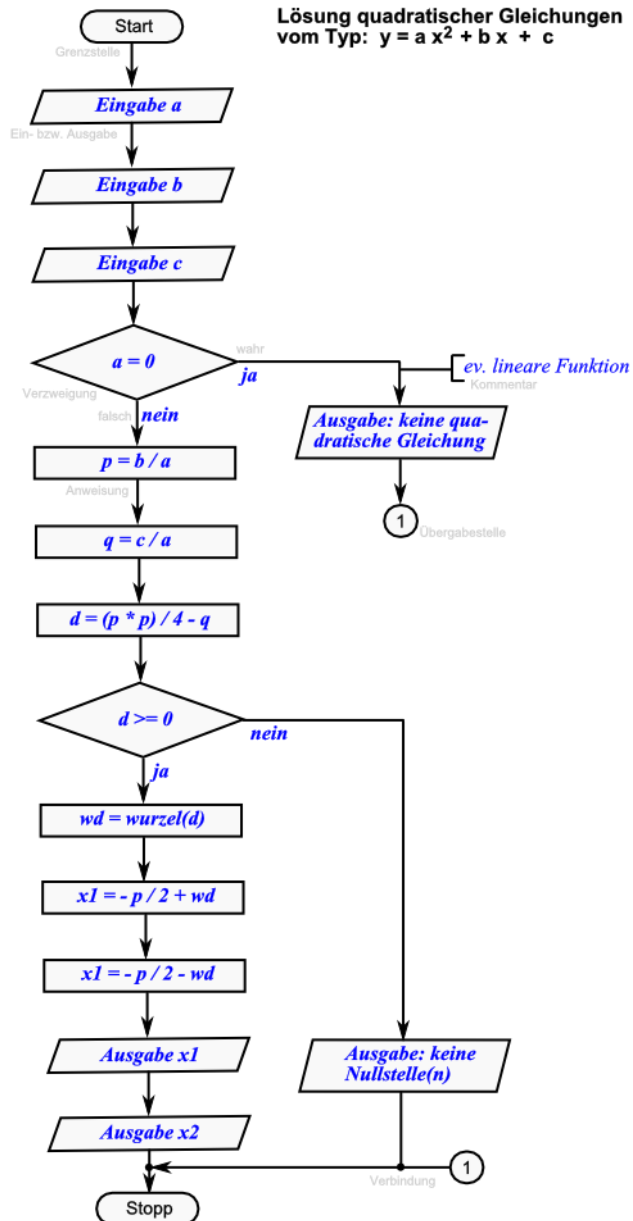 Lösung quadratischer Gleichungen
vom Typ: y = a x² + b x + c
Start
Grenzstelle
Eingabe a
Ein- bzw. Ausgabe
Eingabe b
Eingabe c
a = 0
wahr
ja
ev. lineare Funktion
Kommentar
Verzweigung
falsch
nein
Ausgabe: keine qua-
dratische Gleichung
p = b / a
Anweisung
1
Übergabestelle
q = c / a
d = (p * p) / 4 - q
d >= 0
nein
ja
wd = wurzel(d)
x1 = - p / 2 + wd
x1 = - p / 2 - wd
Ausgabe x1
Ausgabe: keine
Nullstelle(n)
Ausgabe x2
1
Verbindung
Stopp